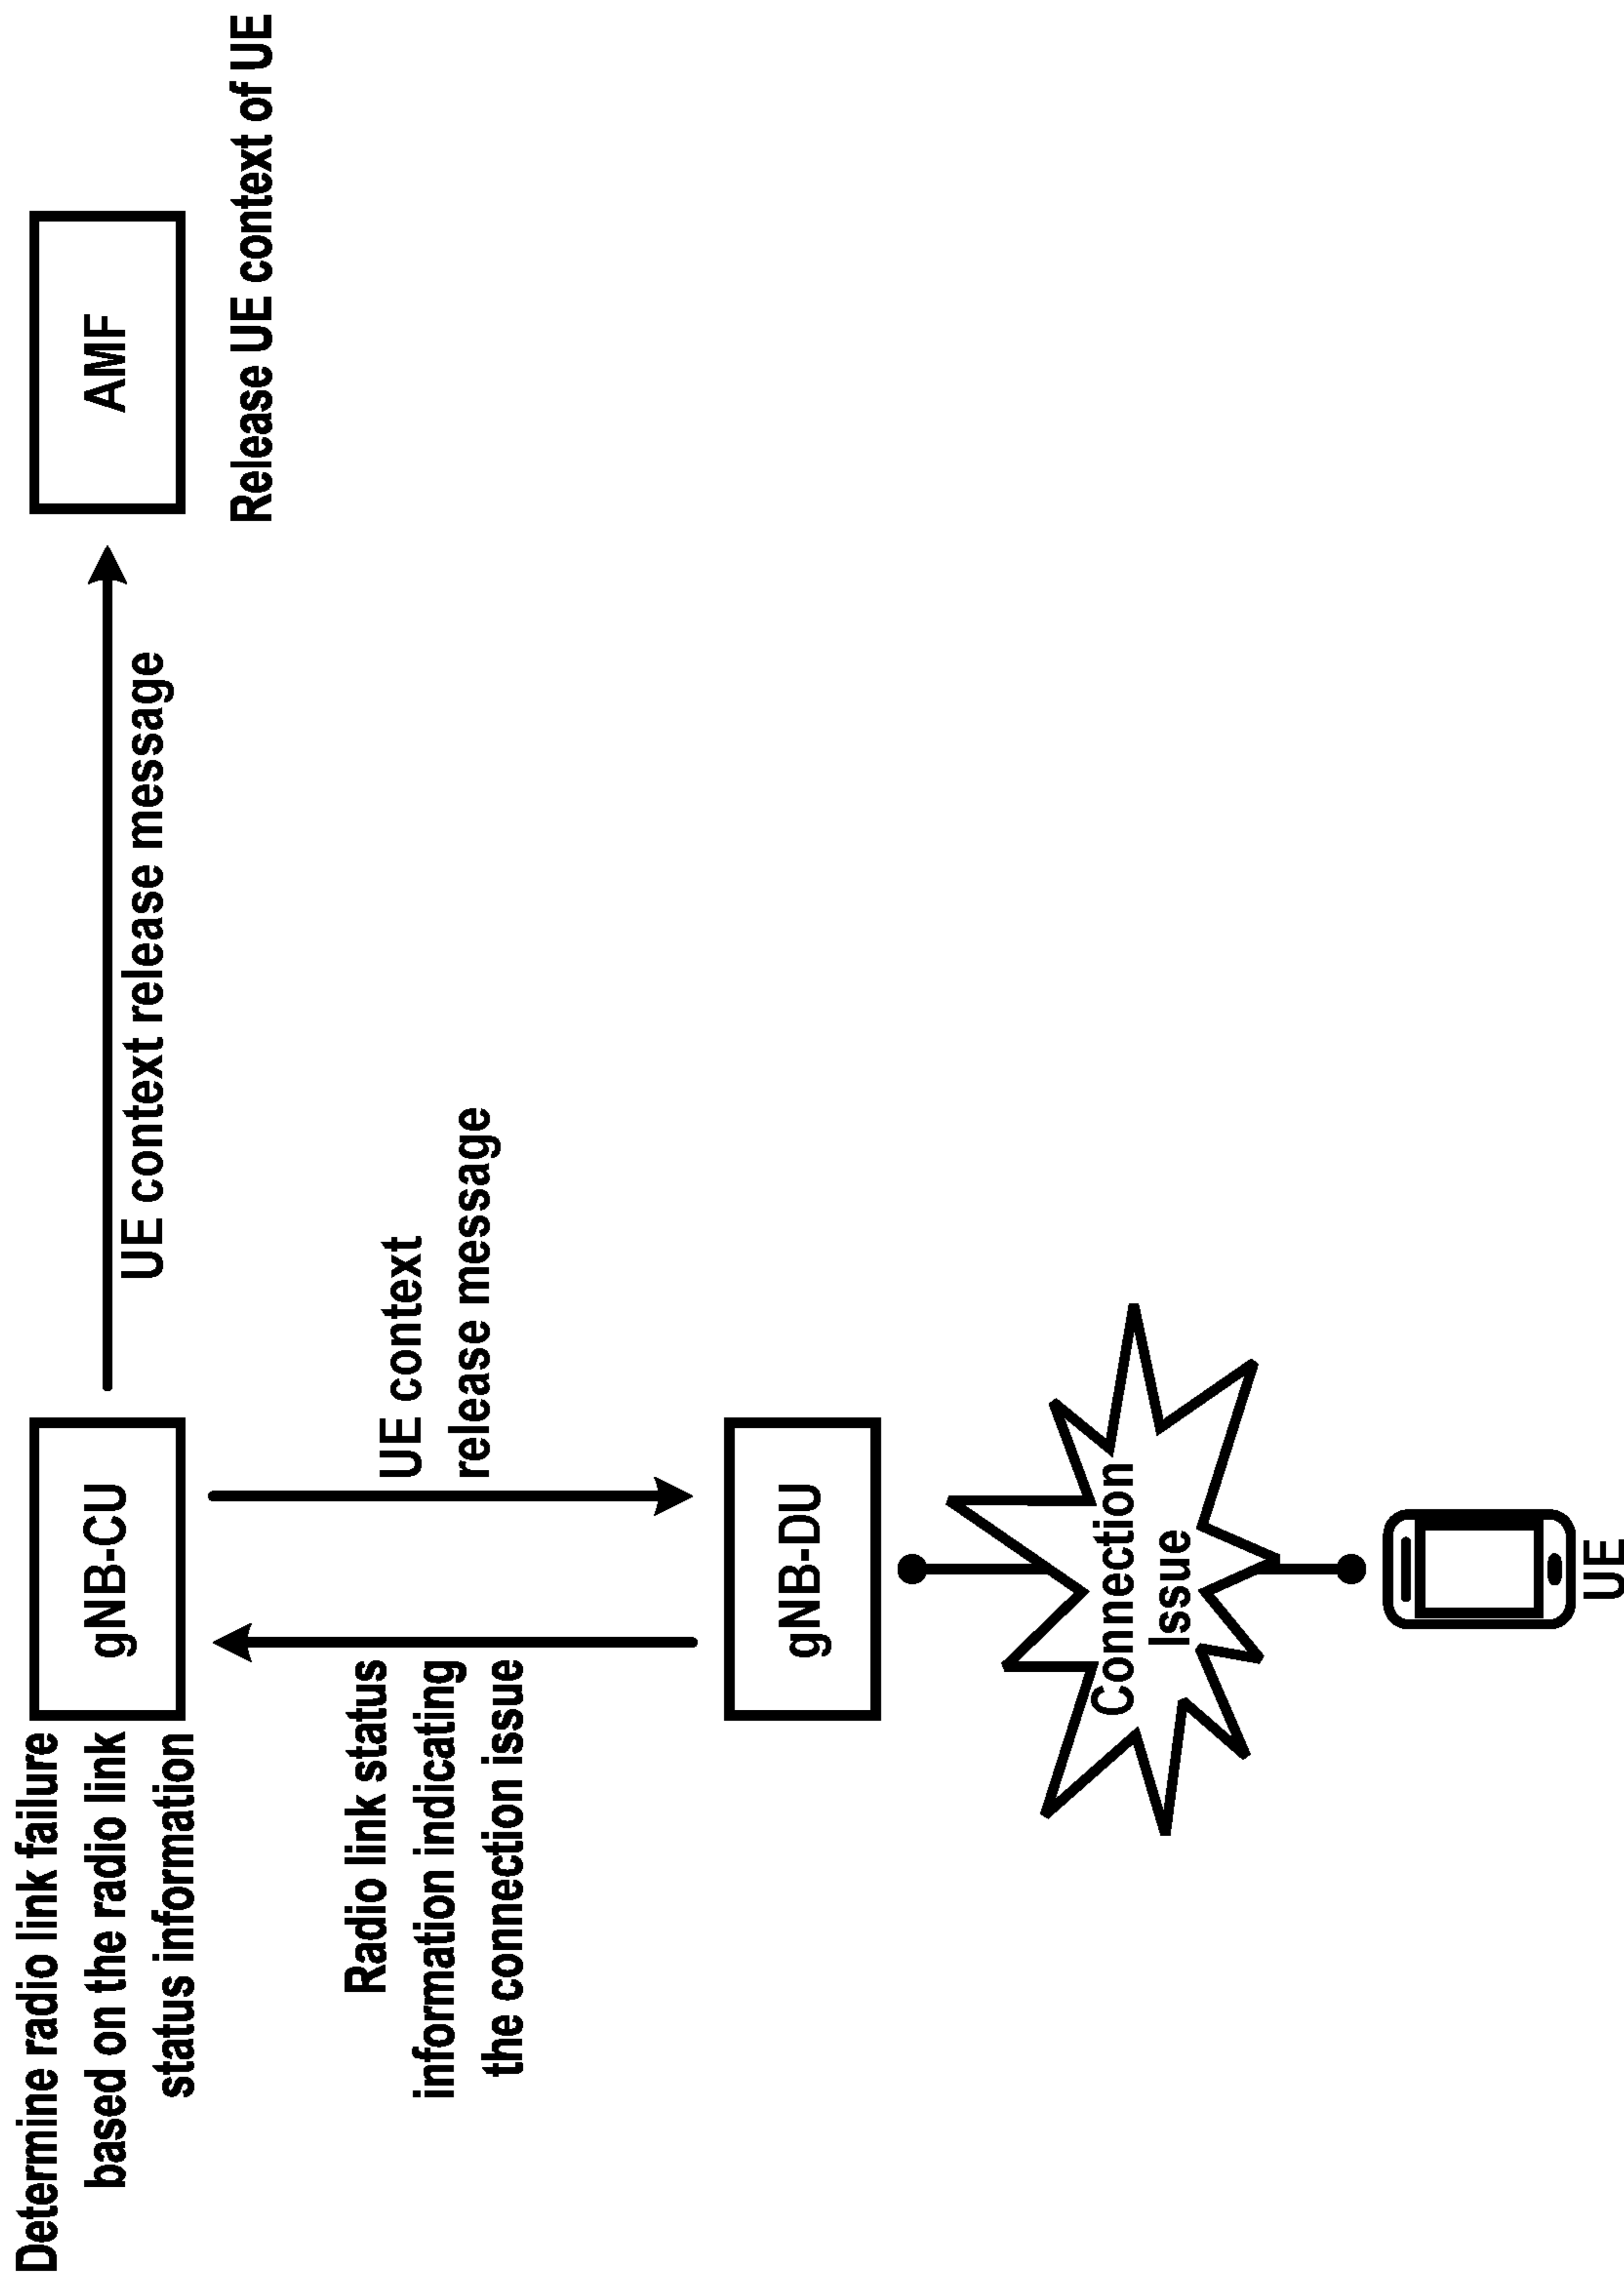 Determine radio link failure
based on the radio link
status information
gNB-CU
UE context release message
AMF
Release UE context of UE
Radio link status
information indicating
the connection issue
UE context
release message
gNB-DU
Connection
Issue
UE